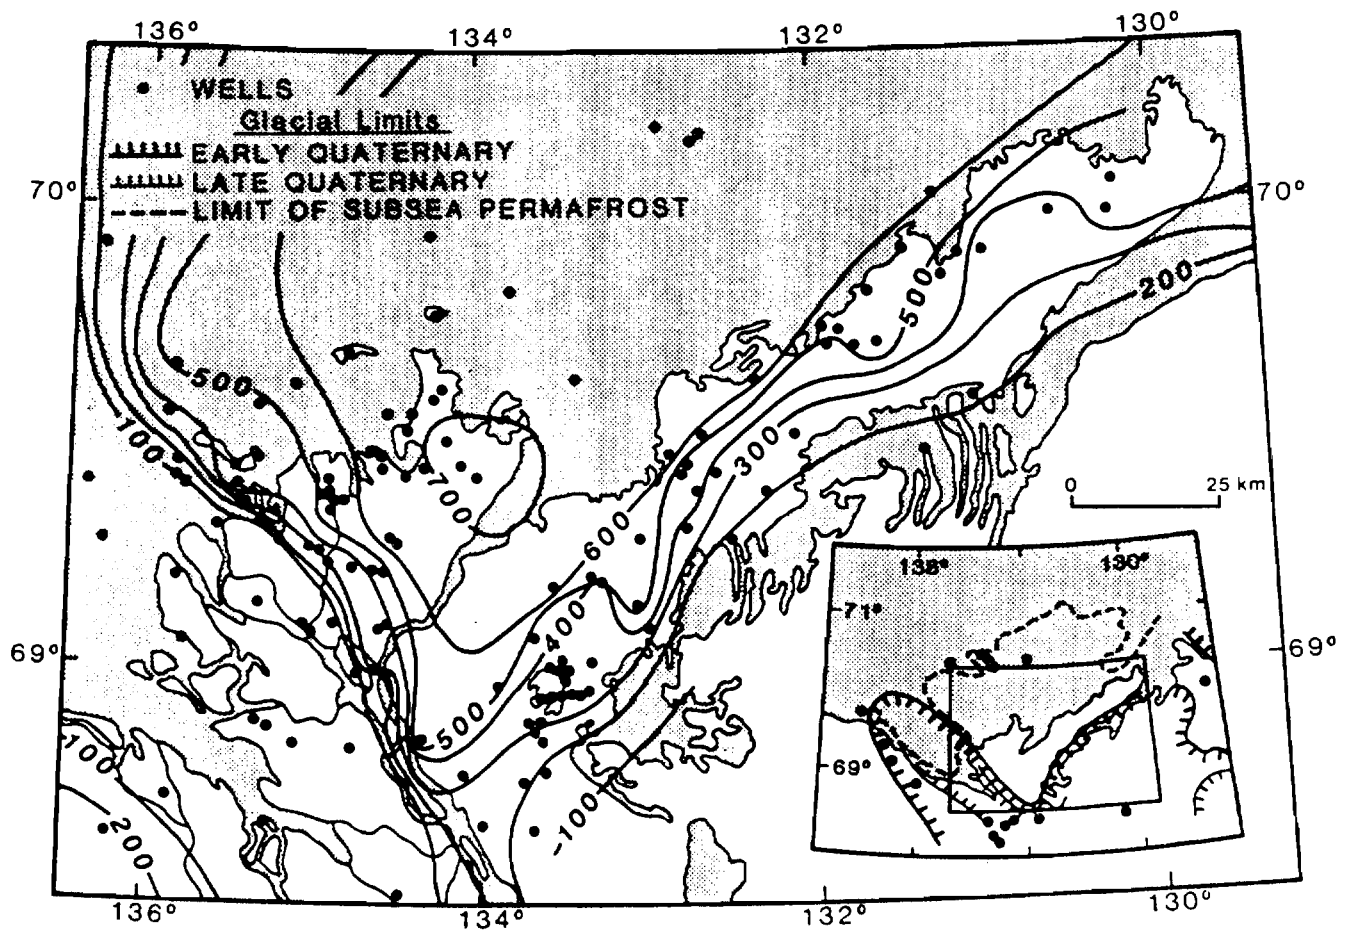 136° 134° 132° 130°
WELLS
Glacial Limits
EARLY QUATERNARY
LATE QUATERNARY
70° LIMIT OF SUBSEA PERMAFROST 70°
500
200
500
100
300
700
600
0 25 km
400
138° 130°
71°
69° 69°
500
100
69°
100
200
136° 134° 132° 130°